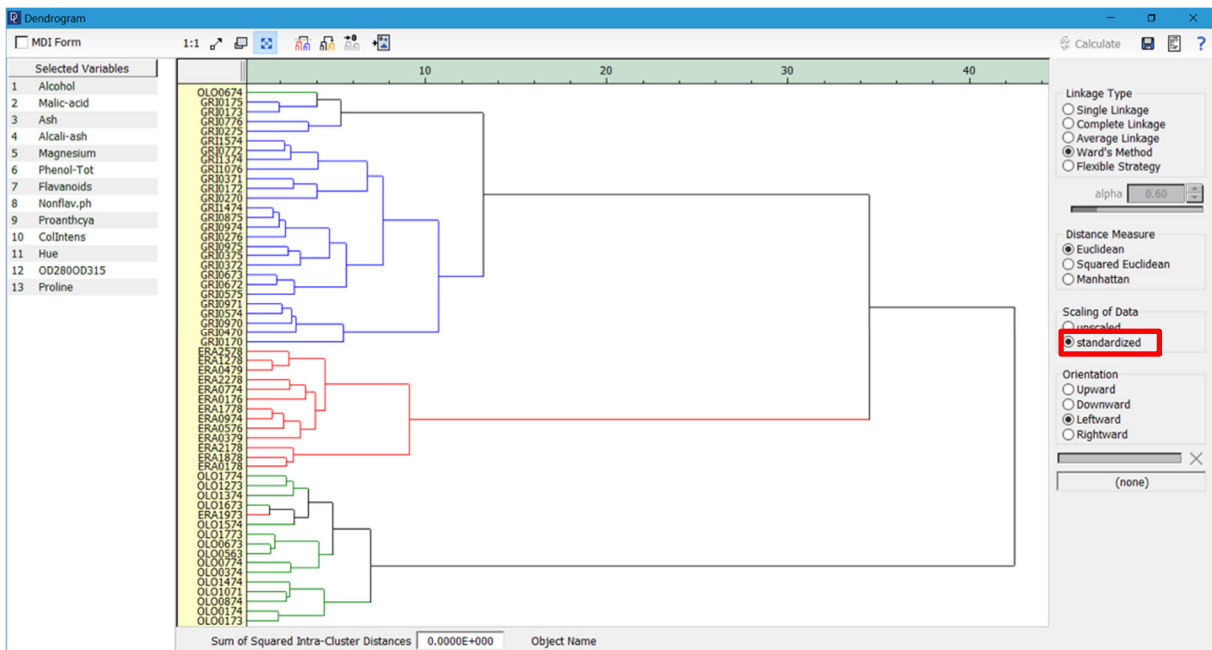 Dendrogram
MDI Form
1:1
Calculate
?
Selected Variables
1 Alcohol
2 Malic-acid
3 Ash
4 Alcali-ash
5 Magnesium
6 Phenol-Tot
7 Flavanoids
8 Nonflav.ph
9 Proanthcya
10 ColIntens
11 Hue
12 OD280OD315
13 Proline
10 20 30 40
OLO0674
GRI0175
GRI0173
GRI0776
GRI0275
GRI1574
GRI0772
GRI1374
GRI1076
GRI0371
GRI0172
GRI0270
GRI1474
GRI0875
GRI0974
GRI0276
GRI0975
GRI0375
GRI0372
GRI0673
GRI0672
GRI0575
GRI0971
GRI0574
GRI0970
GRI0470
GRI0170
ERA2578
ERA1278
ERA0479
ERA2278
ERA0774
ERA0176
ERA1778
ERA0974
ERA0576
ERA0379
ERA2178
ERA1878
ERA0178
OLO1774
OLO1273
OLO1374
OLO1673
ERA1973
OLO1574
OLO1773
OLO0673
OLO0563
OLO0774
OLO0374
OLO1474
OLO1071
OLO0874
OLO0174
OLO0173
Linkage Type
Single Linkage
Complete Linkage
Average Linkage
Ward's Method
Flexible Strategy
alpha 0.60
Distance Measure
Euclidean
Squared Euclidean
Manhattan
Scaling of Data
unscaled
standardized
Orientation
Upward
Downward
Leftward
Rightward
(none)
Sum of Squared Intra-Cluster Distances 0.0000E+000 Object Name